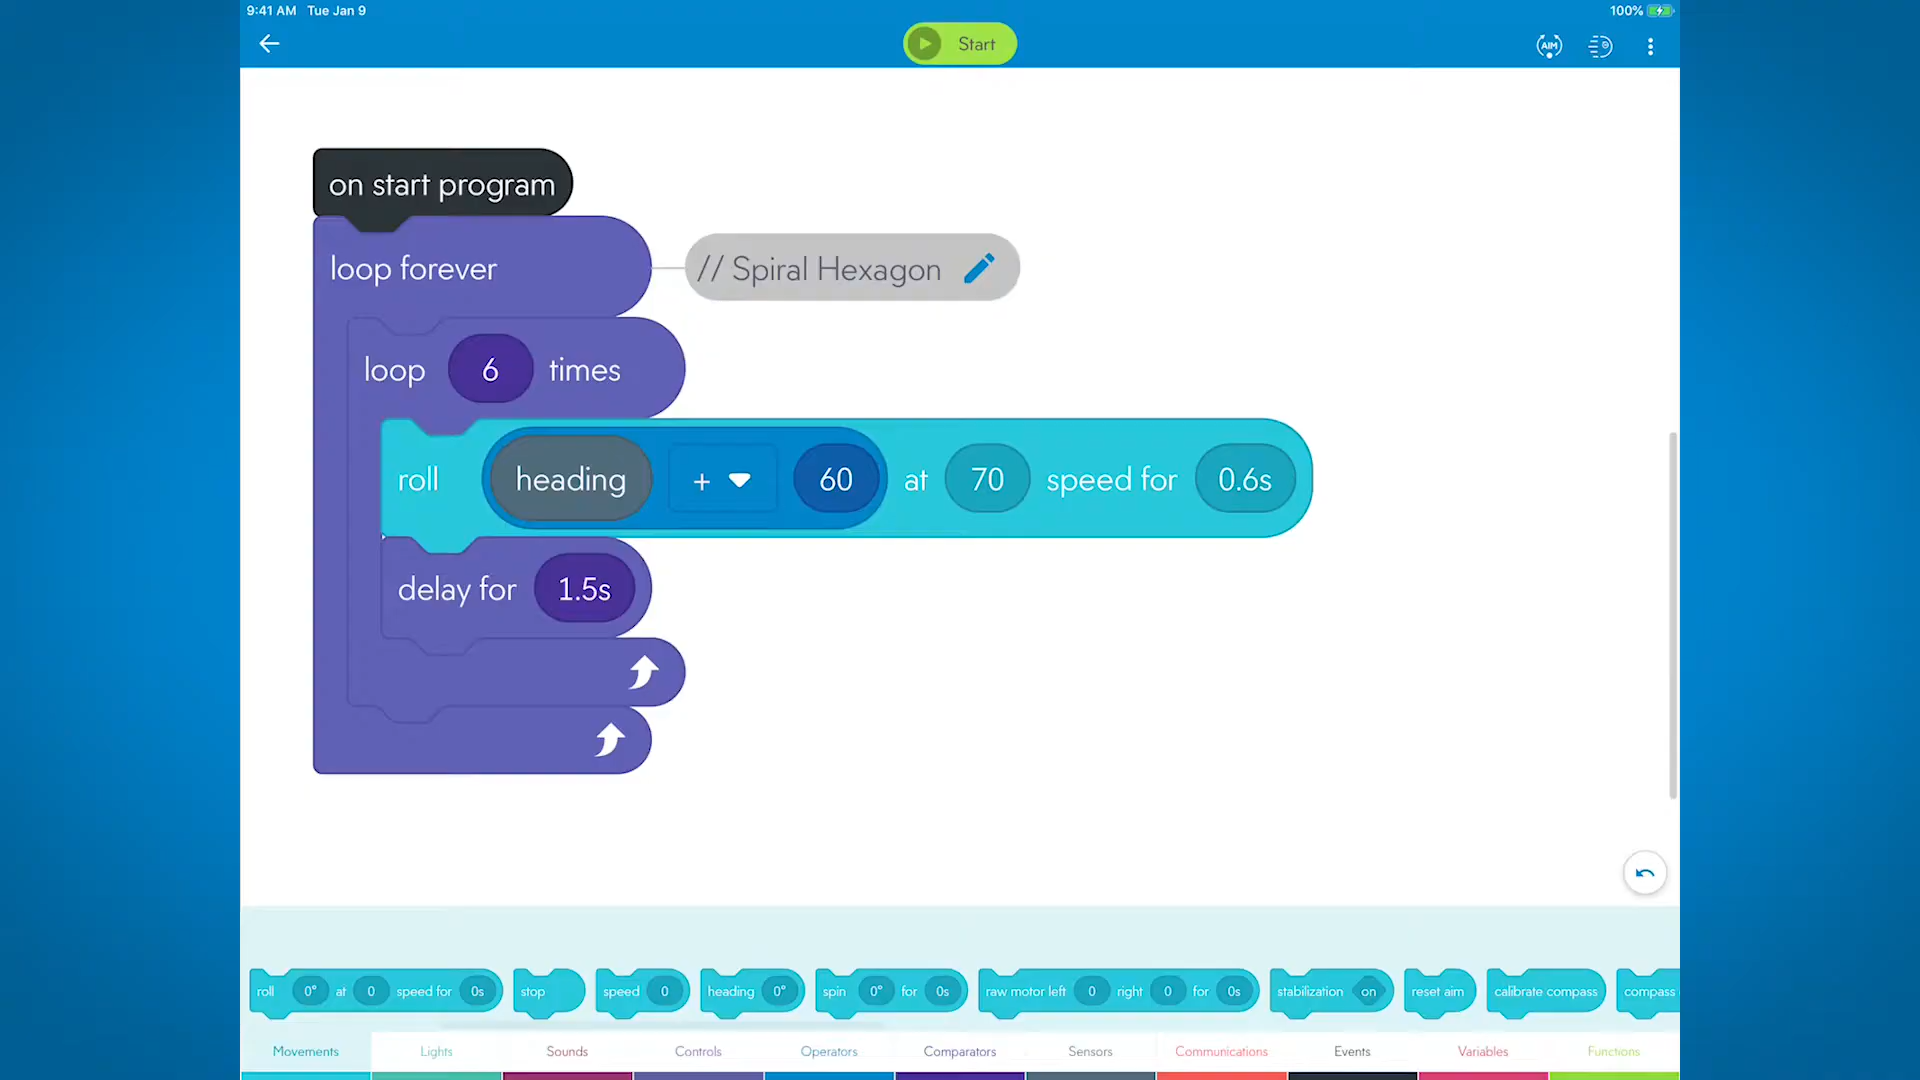 9:41 AM Tue Jan 9
100%
Start
AIM
on start program
loop forever
// Spiral Hexagon
loop 6 times
roll heading + 60 at 70 speed for 0.6s
delay for 1.5s
roll 0° at 0 speed for 0s
stop
speed 0
heading 0°
spin 0° for 0s
raw motor left 0 right 0 for 0s
stabilization on
reset aim
calibrate compass
compass
Movements
Lights
Sounds
Controls
Operators
Comparators
Sensors
Communications
Events
Variables
Functions